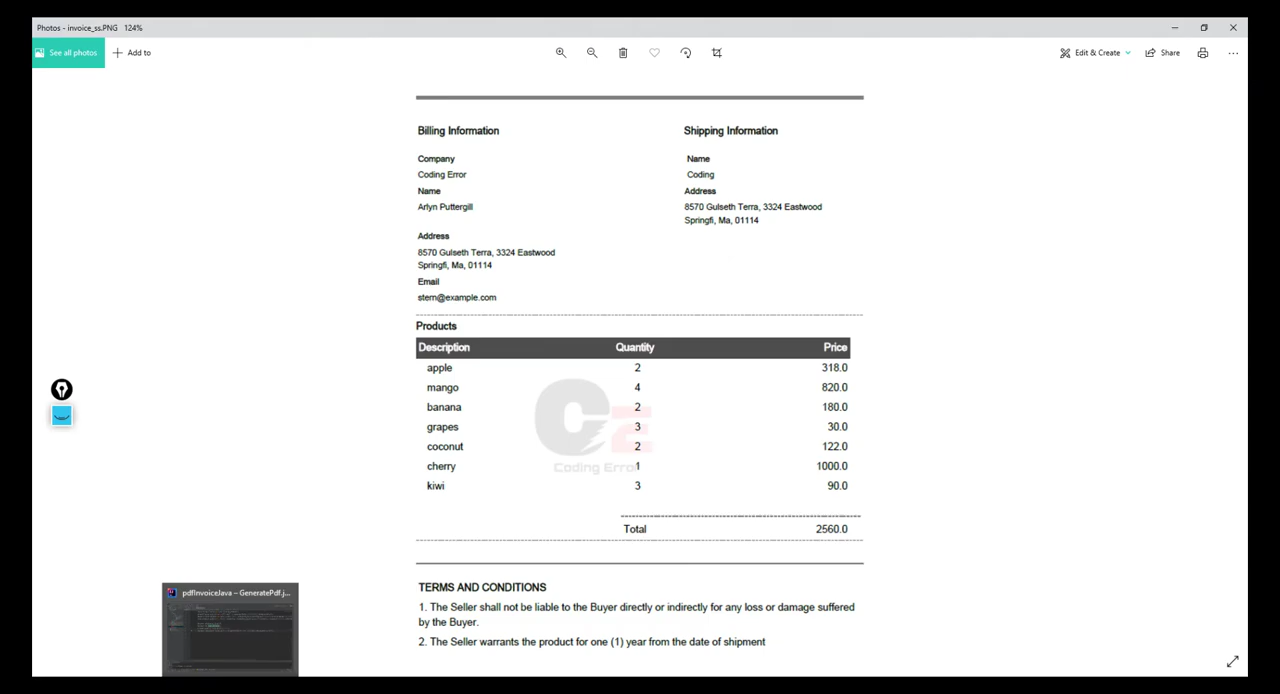 Photos - invoice_ss.PNG 124%
See all photos + Add to
Edit & Create Share
Billing Information Shipping Information
Company Name
Coding Error Coding
Name Address
Arlyn Puttergill 8570 Gulseth Terra, 3324 Eastwood
Springfi, Ma, 01114
Address
8570 Gulseth Terra, 3324 Eastwood
Springfi, Ma, 01114
Email
stem@example.com
Products
Description Quantity Price
apple 2 318.0
mango 4 820.0
banana 2 180.0
grapes 3 30.0
coconut 2 122.0
cherry 1 1000.0
kiwi 3 90.0
Coding Error
Total 2560.0
TERMS AND CONDITIONS
1. The Seller shall not be liable to the Buyer directly or indirectly for any loss or damage suffered
by the Buyer.
2. The Seller warrants the product for one (1) year from the date of shipment
pdfInvoiceJava – GeneratePdf.j...